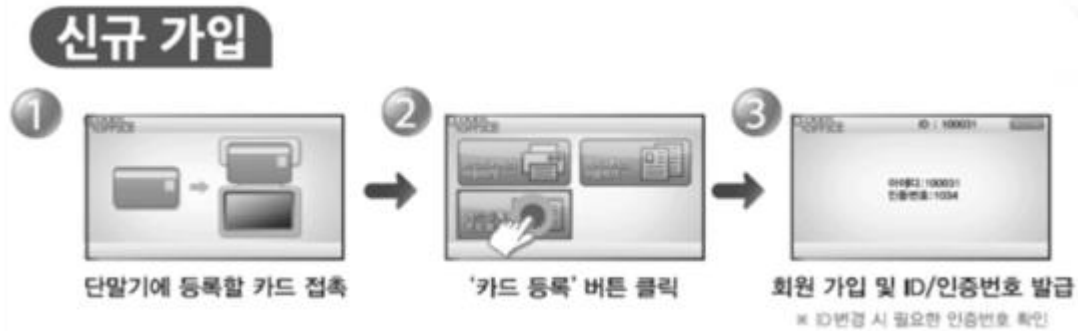 신규 가입
1
2
3
ID : 100031
아이디:100031
인증번호:1034
단말기에 등록할 카드 접촉
'카드 등록' 버튼 클릭
회원 가입 및 ID/인증번호 발급
※ ID변경 시 필요한 인증번호 확인